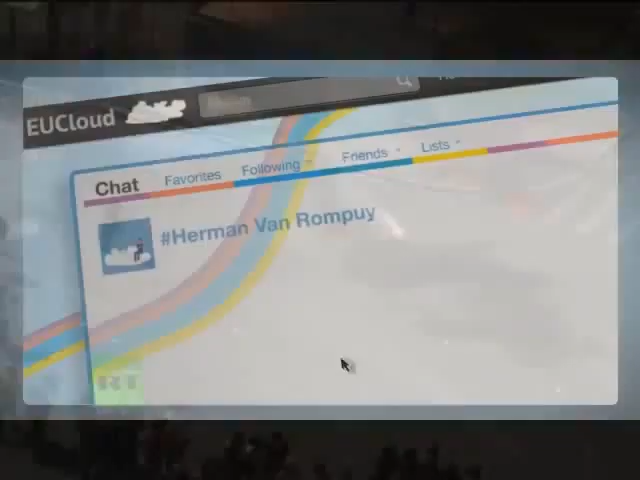 EUCloud
Chat Favorites Following Friends Lists
#Herman Van Rompuy